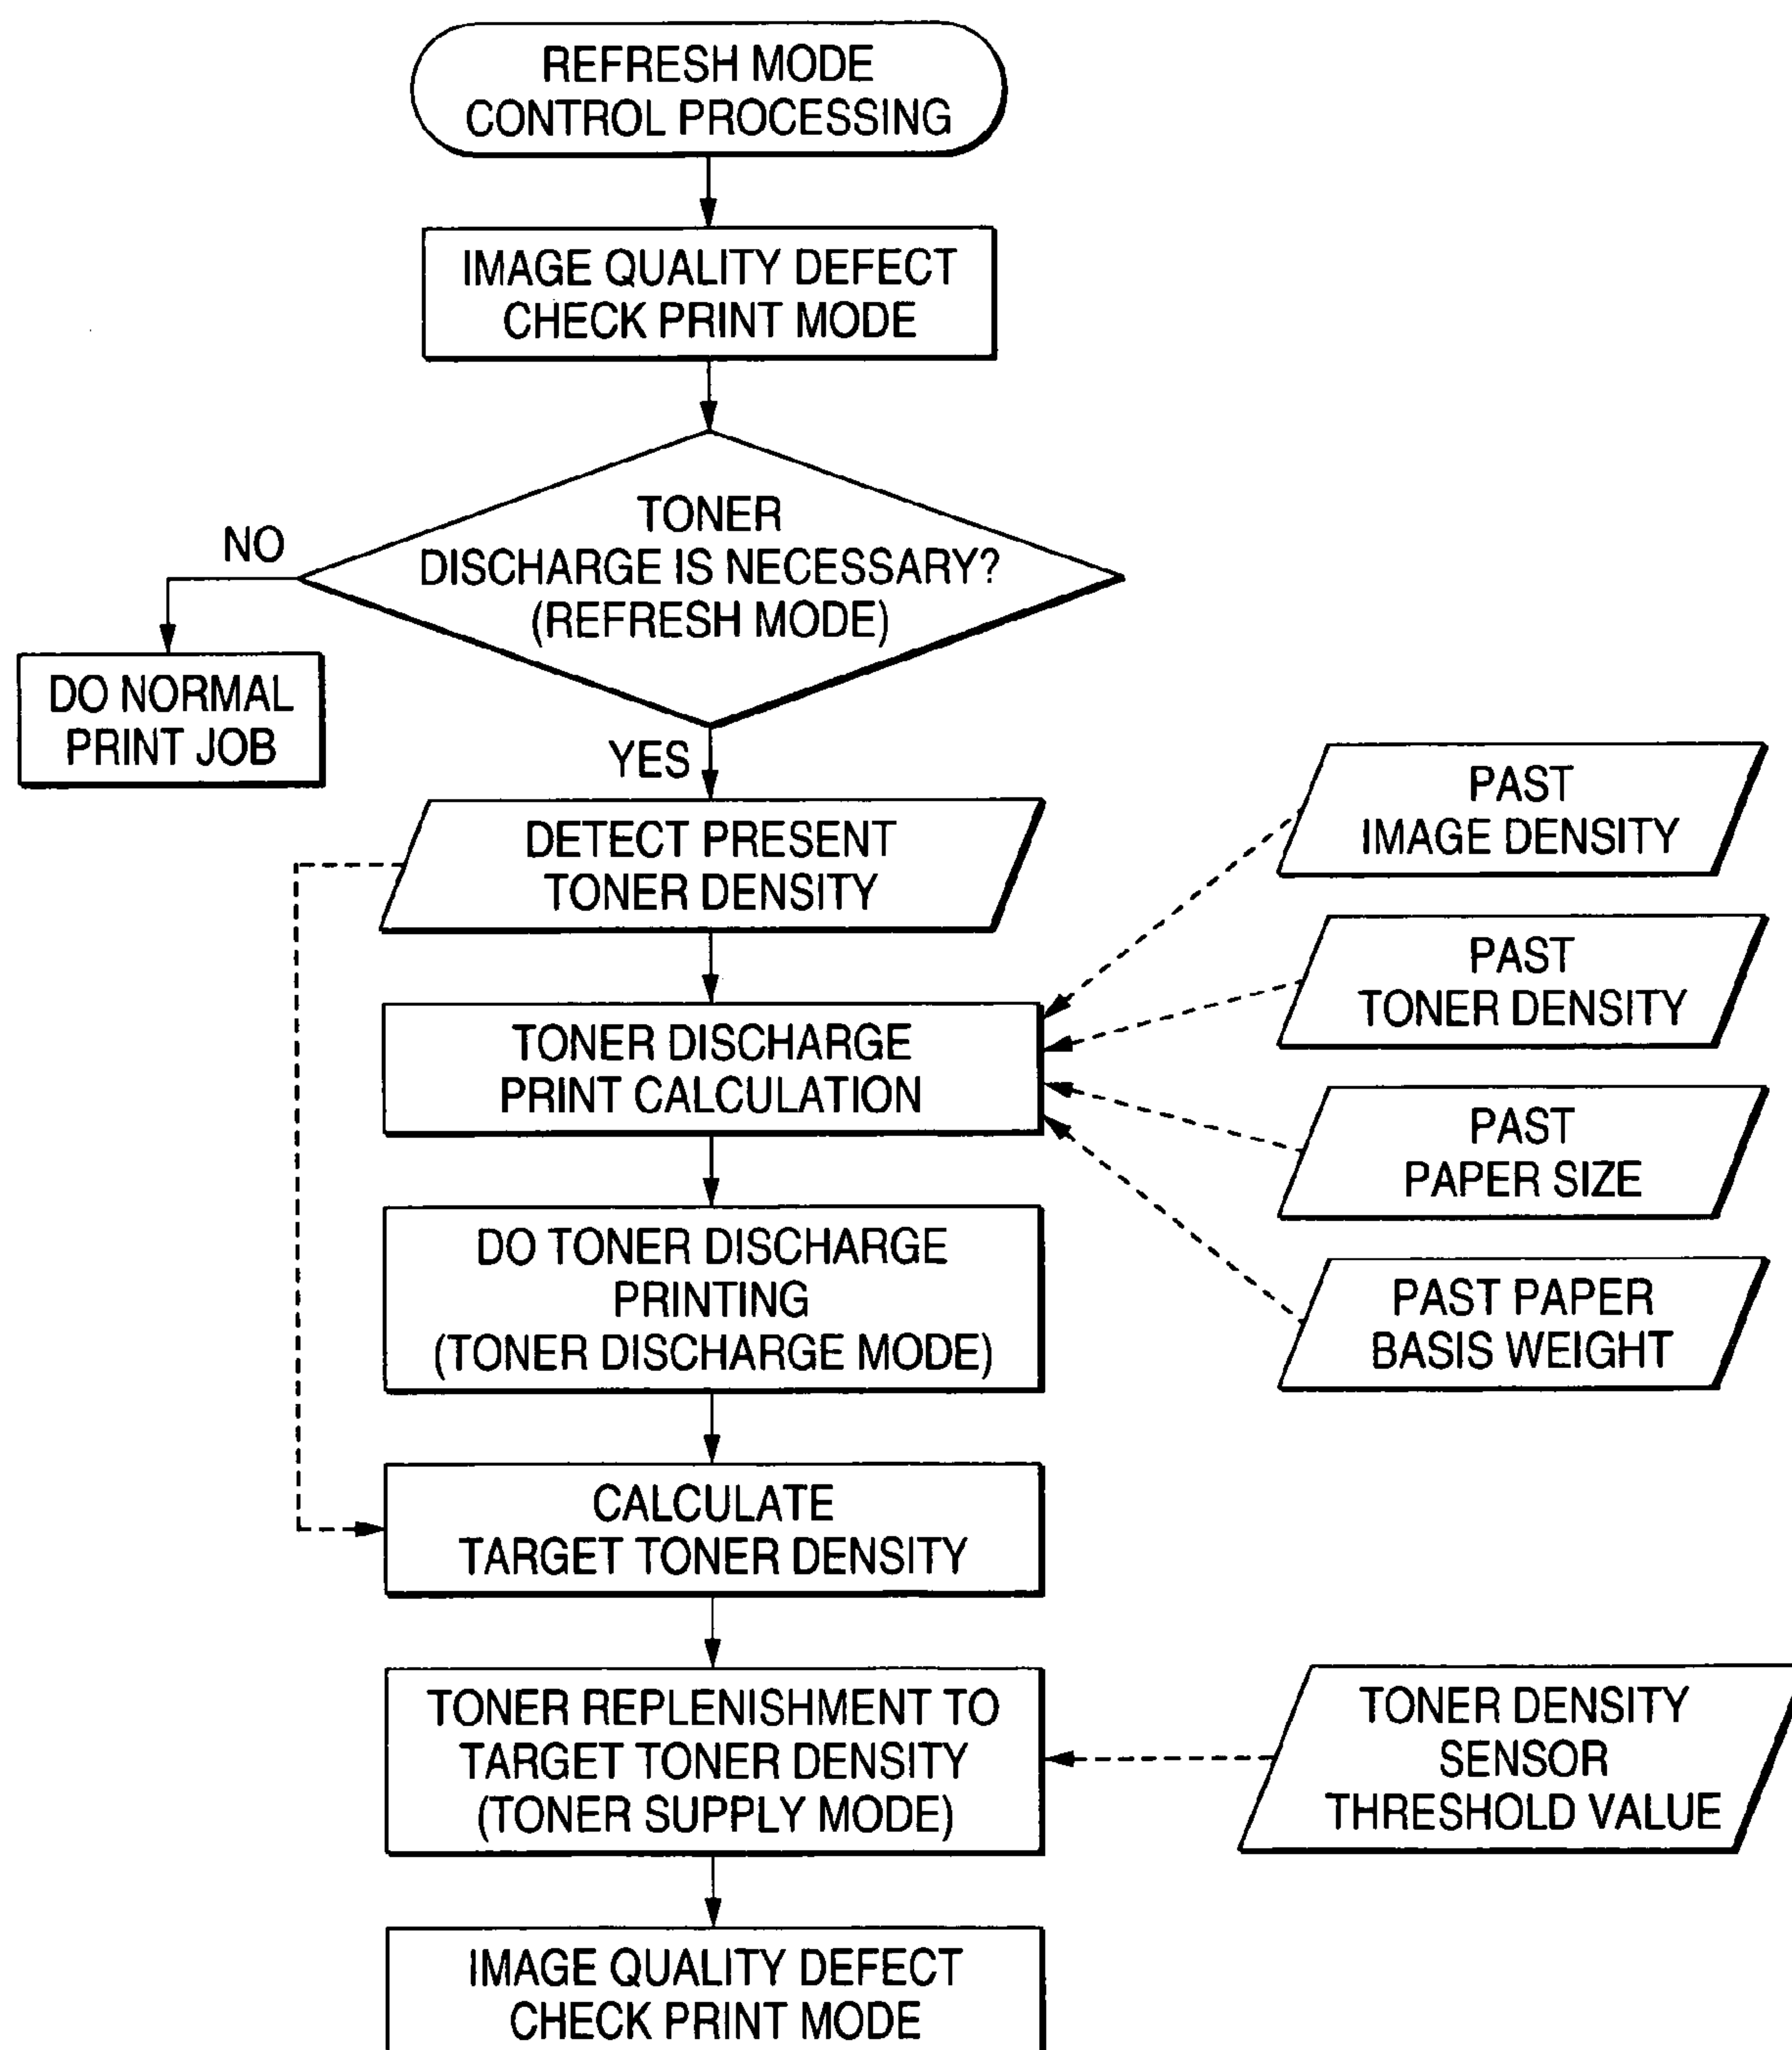 REFRESH MODE
CONTROL PROCESSING
IMAGE QUALITY DEFECT
CHECK PRINT MODE
TONER
DISCHARGE IS NECESSARY?
(REFRESH MODE)
NO
DO NORMAL
PRINT JOB
YES
DETECT PRESENT
TONER DENSITY
PAST
IMAGE DENSITY
PAST
TONER DENSITY
TONER DISCHARGE
PRINT CALCULATION
PAST
PAPER SIZE
PAST PAPER
BASIS WEIGHT
DO TONER DISCHARGE
PRINTING
(TONER DISCHARGE MODE)
CALCULATE
TARGET TONER DENSITY
TONER REPLENISHMENT TO
TARGET TONER DENSITY
(TONER SUPPLY MODE)
TONER DENSITY
SENSOR
THRESHOLD VALUE
IMAGE QUALITY DEFECT
CHECK PRINT MODE